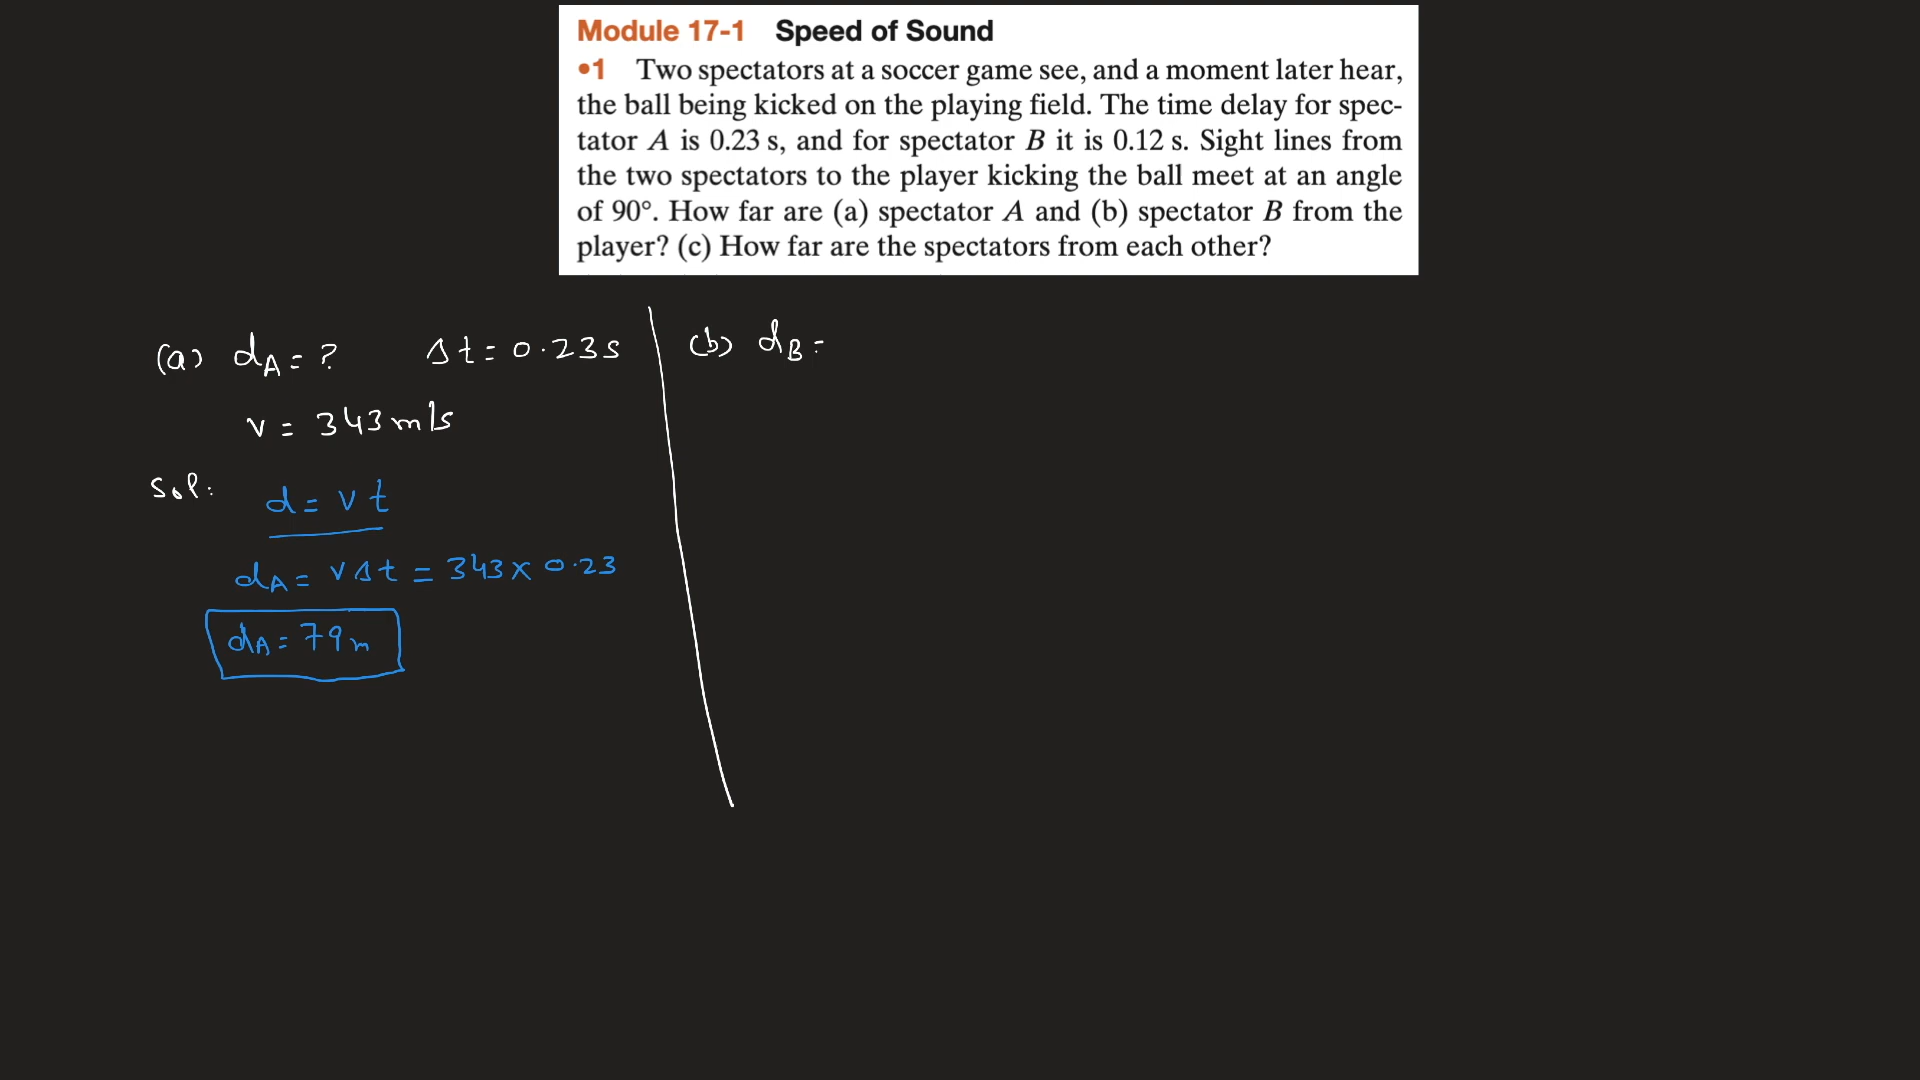 Module 17-1 Speed of Sound
•1 Two spectators at a soccer game see, and a moment later hear,
the ball being kicked on the playing field. The time delay for spec-
tator A is 0.23 s, and for spectator B it is 0.12 s. Sight lines from
the two spectators to the player kicking the ball meet at an angle
of 90°. How far are (a) spectator A and (b) spectator B from the
player? (c) How far are the spectators from each other?
(a) dA = ? Δt = 0.23s
v = 343 m/s
Sol:
d = v t
dA = vΔt = 343 x 0.23
dA = 79m
(b) dB =